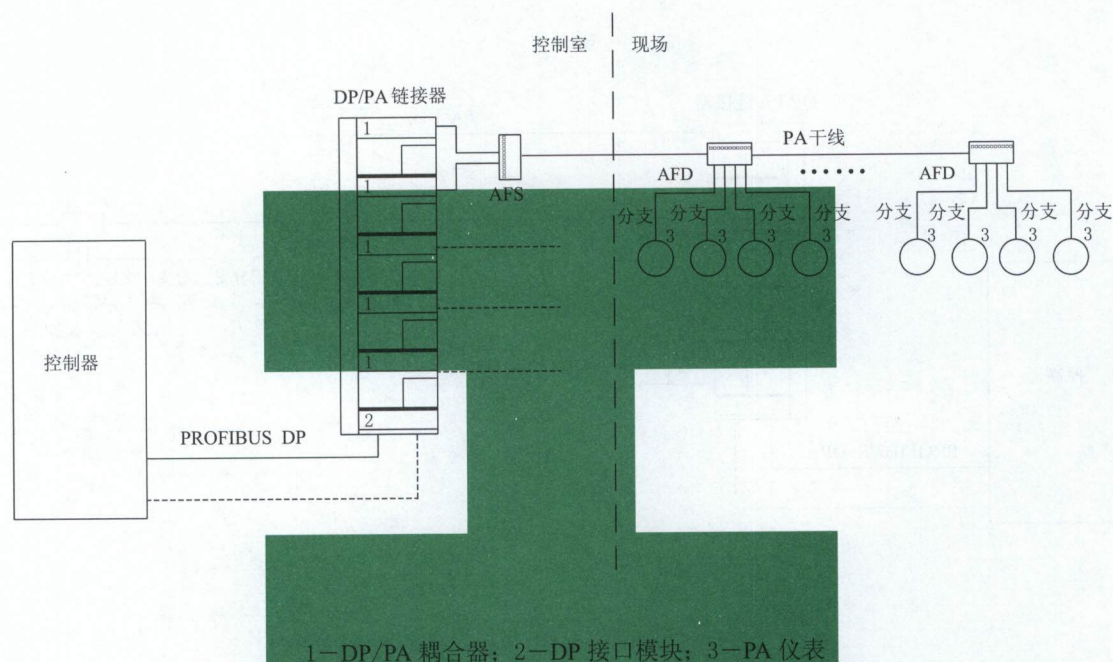 控制室 现场
DP/PA 链接器
1
PA干线
1
AFS
AFD
AFD
分支 分支 分支 分支
分支 分支 分支 分支
3 3 3 3
3 3 3 3
1
1
1
控制器
2
PROFIBUS DP
1—DP/PA 耦合器；2—DP 接口模块；3—PA 仪表